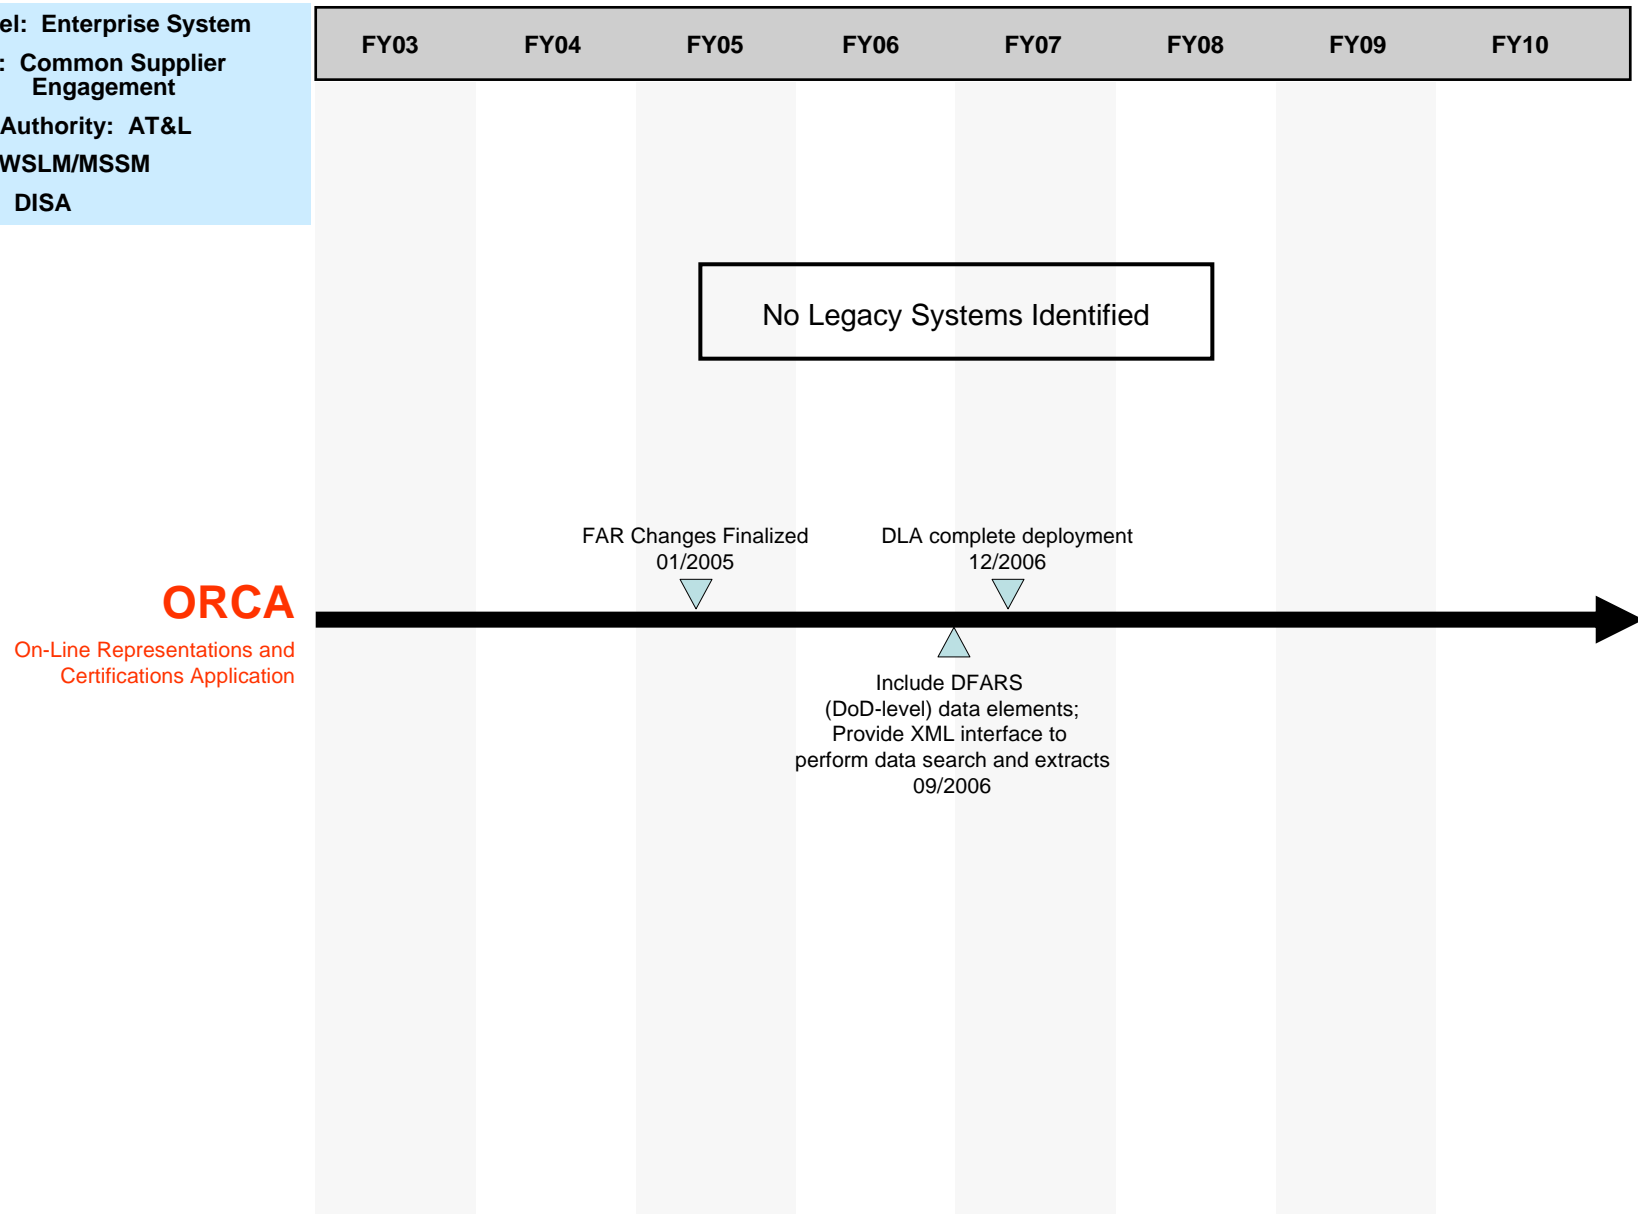 el: Enterprise System
: Common Supplier
Engagement
Authority: AT&L
WSLM/MSSM
DISA
FY03 FY04 FY05 FY06 FY07 FY08 FY09 FY10
No Legacy Systems Identified
FAR Changes Finalized
01/2005
DLA complete deployment
12/2006
ORCA
On-Line Representations and
Certifications Application
Include DFARS
(DoD-level) data elements;
Provide XML interface to
perform data search and extracts
09/2006